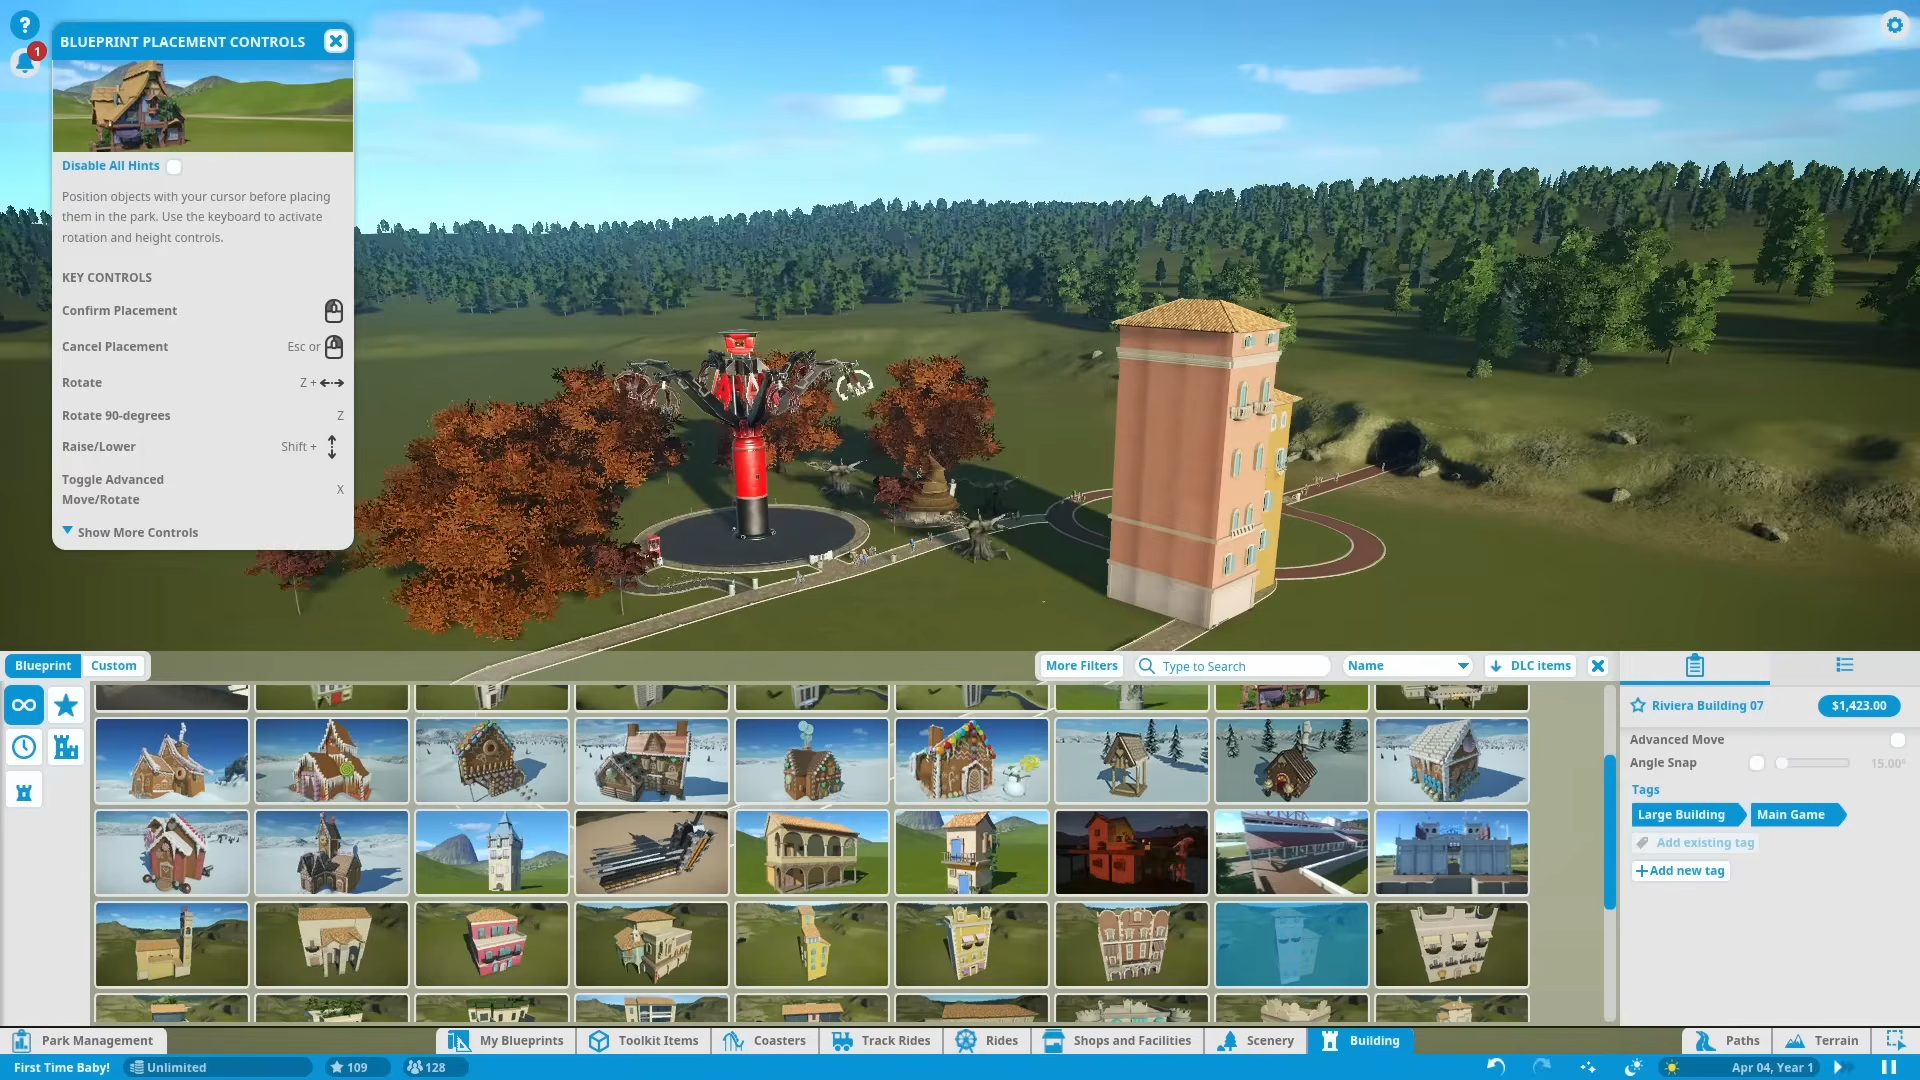 ?
1
BLUEPRINT PLACEMENT CONTROLS
Disable All Hints
Position objects with your cursor before placing
them in the park. Use the keyboard to activate
rotation and height controls.
KEY CONTROLS
Confirm Placement
Cancel Placement Esc or
Rotate Z +
Rotate 90-degrees Z
Raise/Lower Shift +
Toggle Advanced
Move/Rotate X
Show More Controls
Blueprint Custom
More Filters Type to Search Name DLC items
Riviera Building 07 $1,423.00
Advanced Move
Angle Snap 15.00°
Tags
Large Building Main Game
Add existing tag
+Add new tag
Park Management My Blueprints Toolkit Items Coasters Track Rides Rides Shops and Facilities Scenery Building Paths Terrain
First Time Baby! Unlimited 109 128 Apr 04, Year 1